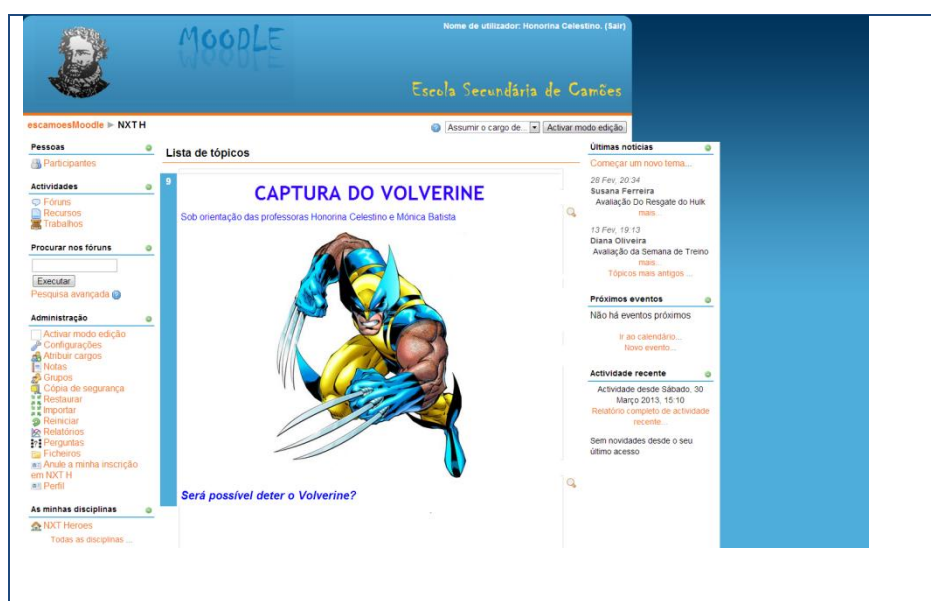 Nome de utilizador: Honorina Celestino. (Sair)
MOODLE
Escola Secundária de Camões
escamoesMoodle ► NXT H
Assumir o cargo de...
Activar modo edição
Pessoas
Participantes
Actividades
Fóruns
Recursos
Trabalhos
Procurar nos fóruns
Executar
Pesquisa avançada
Administração
Activar modo edição
Configurações
Atribuir cargos
Notas
Grupos
Cópia de segurança
Restaurar
Importar
Reiniciar
Relatórios
Perguntas
Ficheiros
Anule a minha inscrição
em NXT H
Perfil
As minhas disciplinas
NXT Heroes
Todas as disciplinas ...
Lista de tópicos
9
CAPTURA DO VOLVERINE
Sob orientação das professoras Honorina Celestino e Mónica Batista
Será possível deter o Volverine?
Últimas notícias
Começar um novo tema...
28 Fev, 20:34
Susana Ferreira
Avaliação Do Resgate do Hulk
mais...
13 Fev, 19:13
Diana Oliveira
Avaliação da Semana de Treino
mais...
Tópicos mais antigos ...
Próximos eventos
Não há eventos próximos
Ir ao calendário...
Novo evento...
Actividade recente
Actividade desde Sábado, 30
Março 2013, 15:10
Relatório completo de actividade
recente...
Sem novidades desde o seu
último acesso